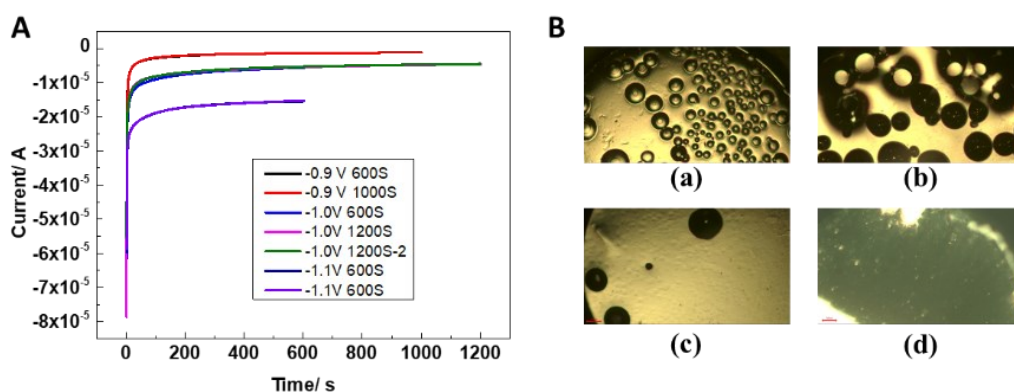 A
B
0
-1x10⁻⁵
-2x10⁻⁵
-3x10⁻⁵
-4x10⁻⁵
-5x10⁻⁵
-6x10⁻⁵
-7x10⁻⁵
-8x10⁻⁵
Current/ A
-0.9 V 600S
-0.9 V 1000S
-1.0V 600S
-1.0V 1200S
-1.0V 1200S-2
-1.1V 600S
-1.1V 600S
0 200 400 600 800 1000 1200
Time/ s
(a) (b)
(c) (d)